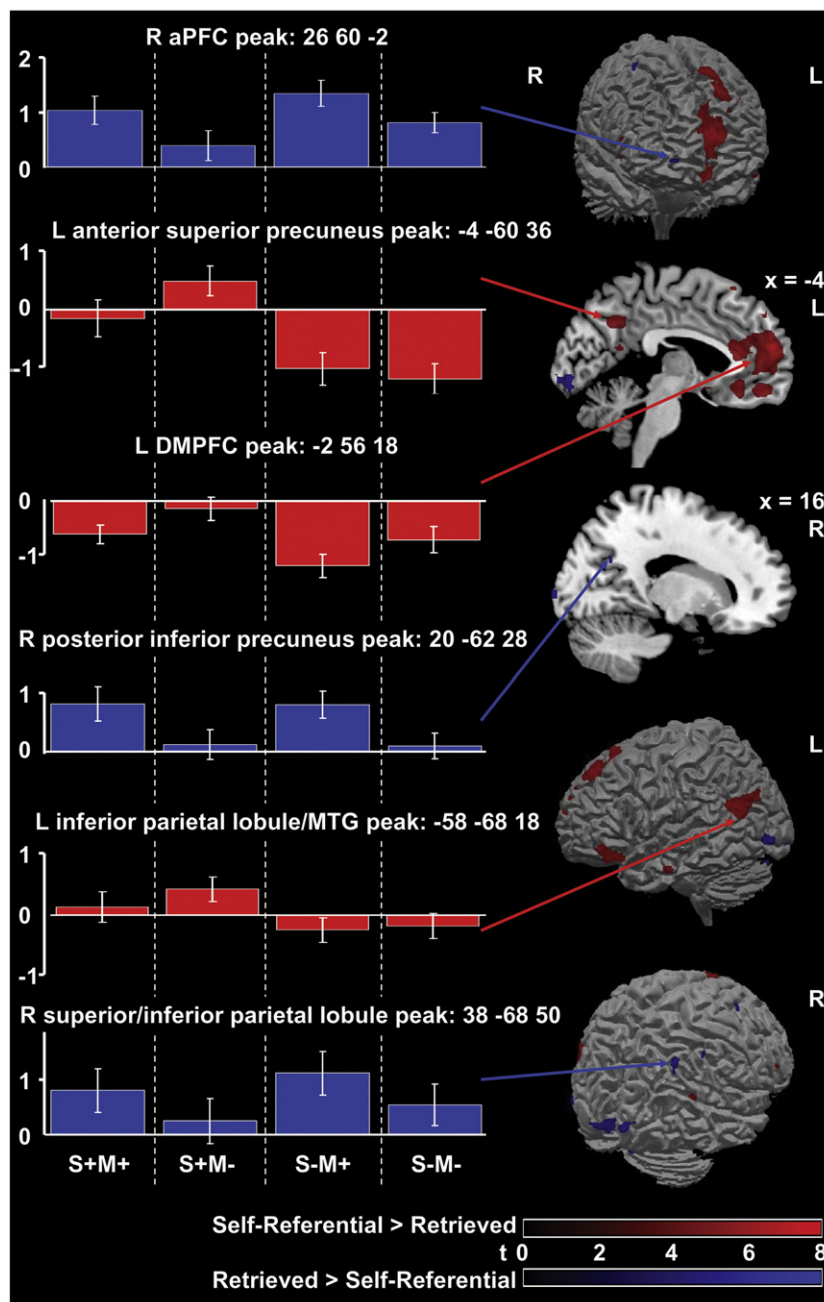 R aPFC peak: 26 60 -2
2
1
0
R
L
L anterior superior precuneus peak: -4 -60 36
1
0
-1
x = -4
L
L DMPFC peak: -2 56 18
0
-1
x = 16
R
R posterior inferior precuneus peak: 20 -62 28
1
0
L
L inferior parietal lobule/MTG peak: -58 -68 18
1
0
-1
R superior/inferior parietal lobule peak: 38 -68 50
R
1
0
S+M+ S+M- S-M+ S-M-
Self-Referential > Retrieved
t 0 2 4 6 8
Retrieved > Self-Referential